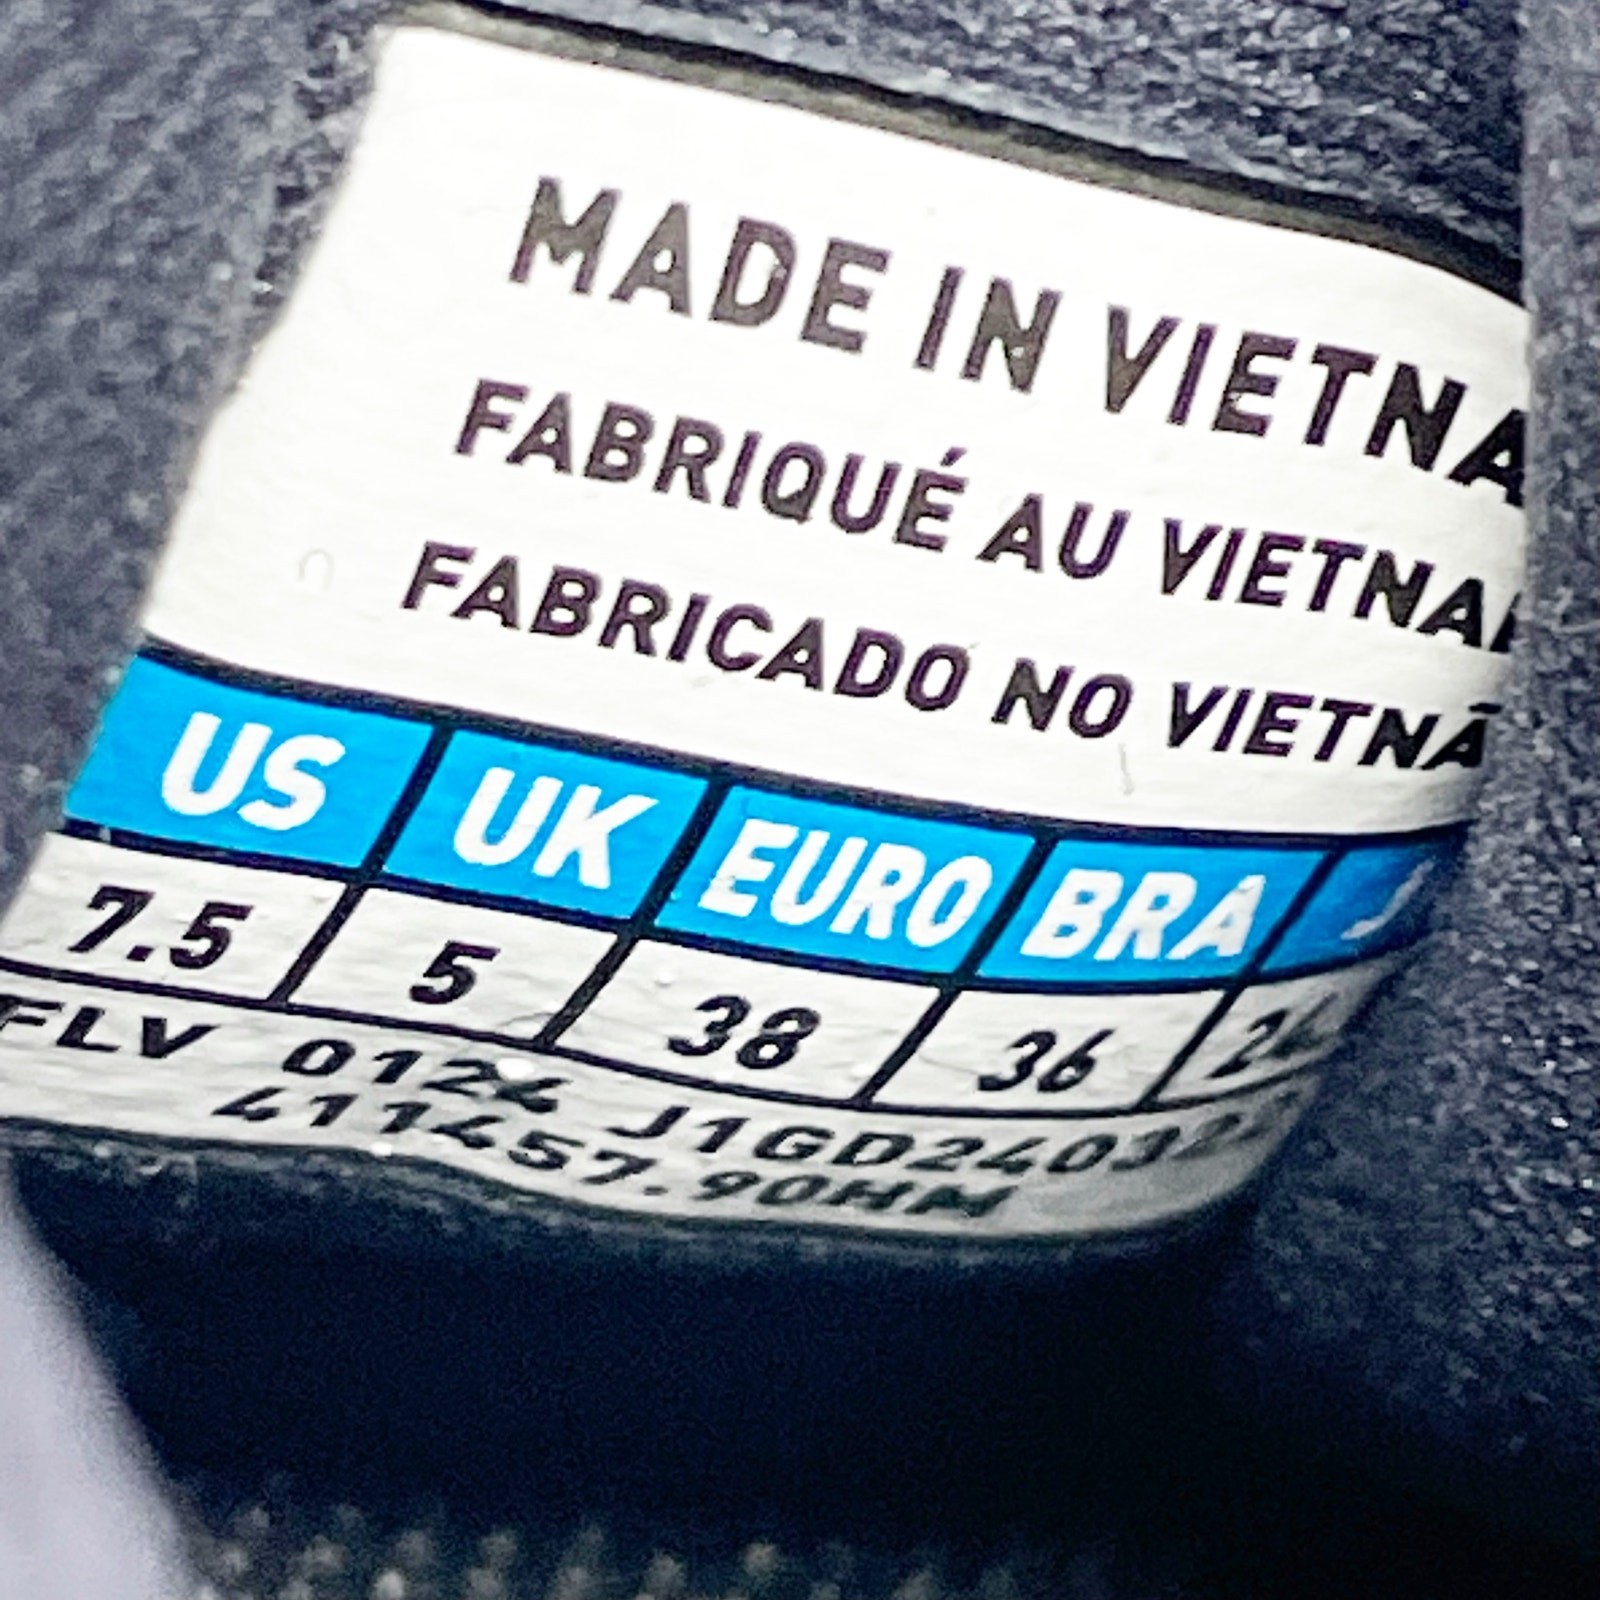 MADE IN VIETNA
FABRIQUÉ AU VIETNA
FABRICADO NO VIETNÃ
US UK EURO BRA J
7.5 5 38 36
FLV 0124 J1GD24032
411457.90HM